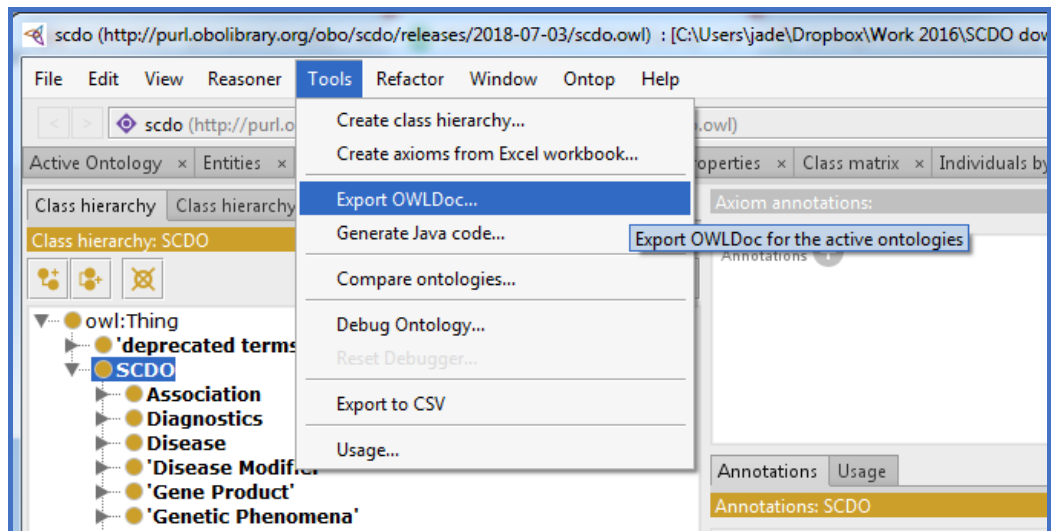 scdo (http://purl.obolibrary.org/obo/scdo/releases/2018-07-03/scdo.owl) : [C:\Users\jade\Dropbox\Work 2016\SCDO
File Edit View Reasoner Tools Refactor Window Ontop Help
< > scdo (http://purl.o .owl)
Active Ontology × Entities × × Class matrix × Individuals by
Class hierarchy Class hierarchy
Class hierarchy: SCDO
Create class hierarchy...
Create axioms from Excel workbook...
Export OWLDoc...
Generate Java code...
Compare ontologies...
Debug Ontology...
Reset Debugger...
Export to CSV
Usage...
Export OWLDoc for the active ontologies
Axiom annotations:
Annotations
owl:Thing
'deprecated terms
SCDO
Association
Diagnostics
Disease
'Disease Modifier'
'Gene Product'
'Genetic Phenomena'
Annotations Usage
Annotations: SCDO